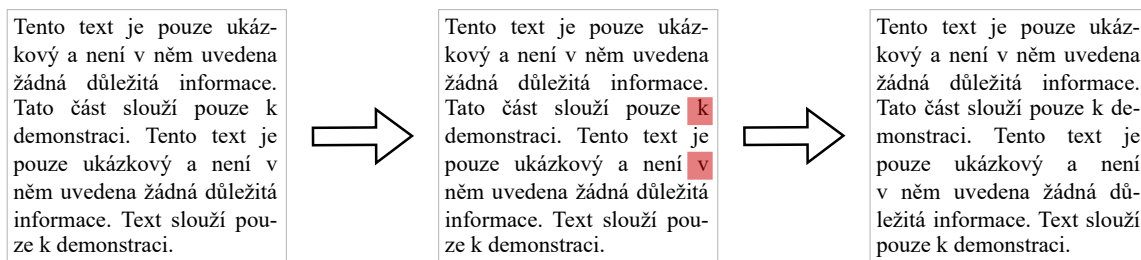 Tento text je pouze ukáz-
kový a není v něm uvedena
žádná důležitá informace.
Tato část slouží pouze k
demonstraci. Tento text je
pouze ukázkový a není v
něm uvedena žádná důležitá
informace. Text slouží pou-
ze k demonstraci.
Tento text je pouze ukáz-
kový a není v něm uvedena
žádná důležitá informace.
Tato část slouží pouze k
demonstraci. Tento text je
pouze ukázkový a není v
něm uvedena žádná důležitá
informace. Text slouží pou-
ze k demonstraci.
Tento text je pouze ukáz-
kový a není v něm uvedena
žádná důležitá informace.
Tato část slouží pouze k de-
monstraci. Tento text je
pouze ukázkový a není
v něm uvedena žádná dů-
ležitá informace. Text slouží
pouze k demonstraci.